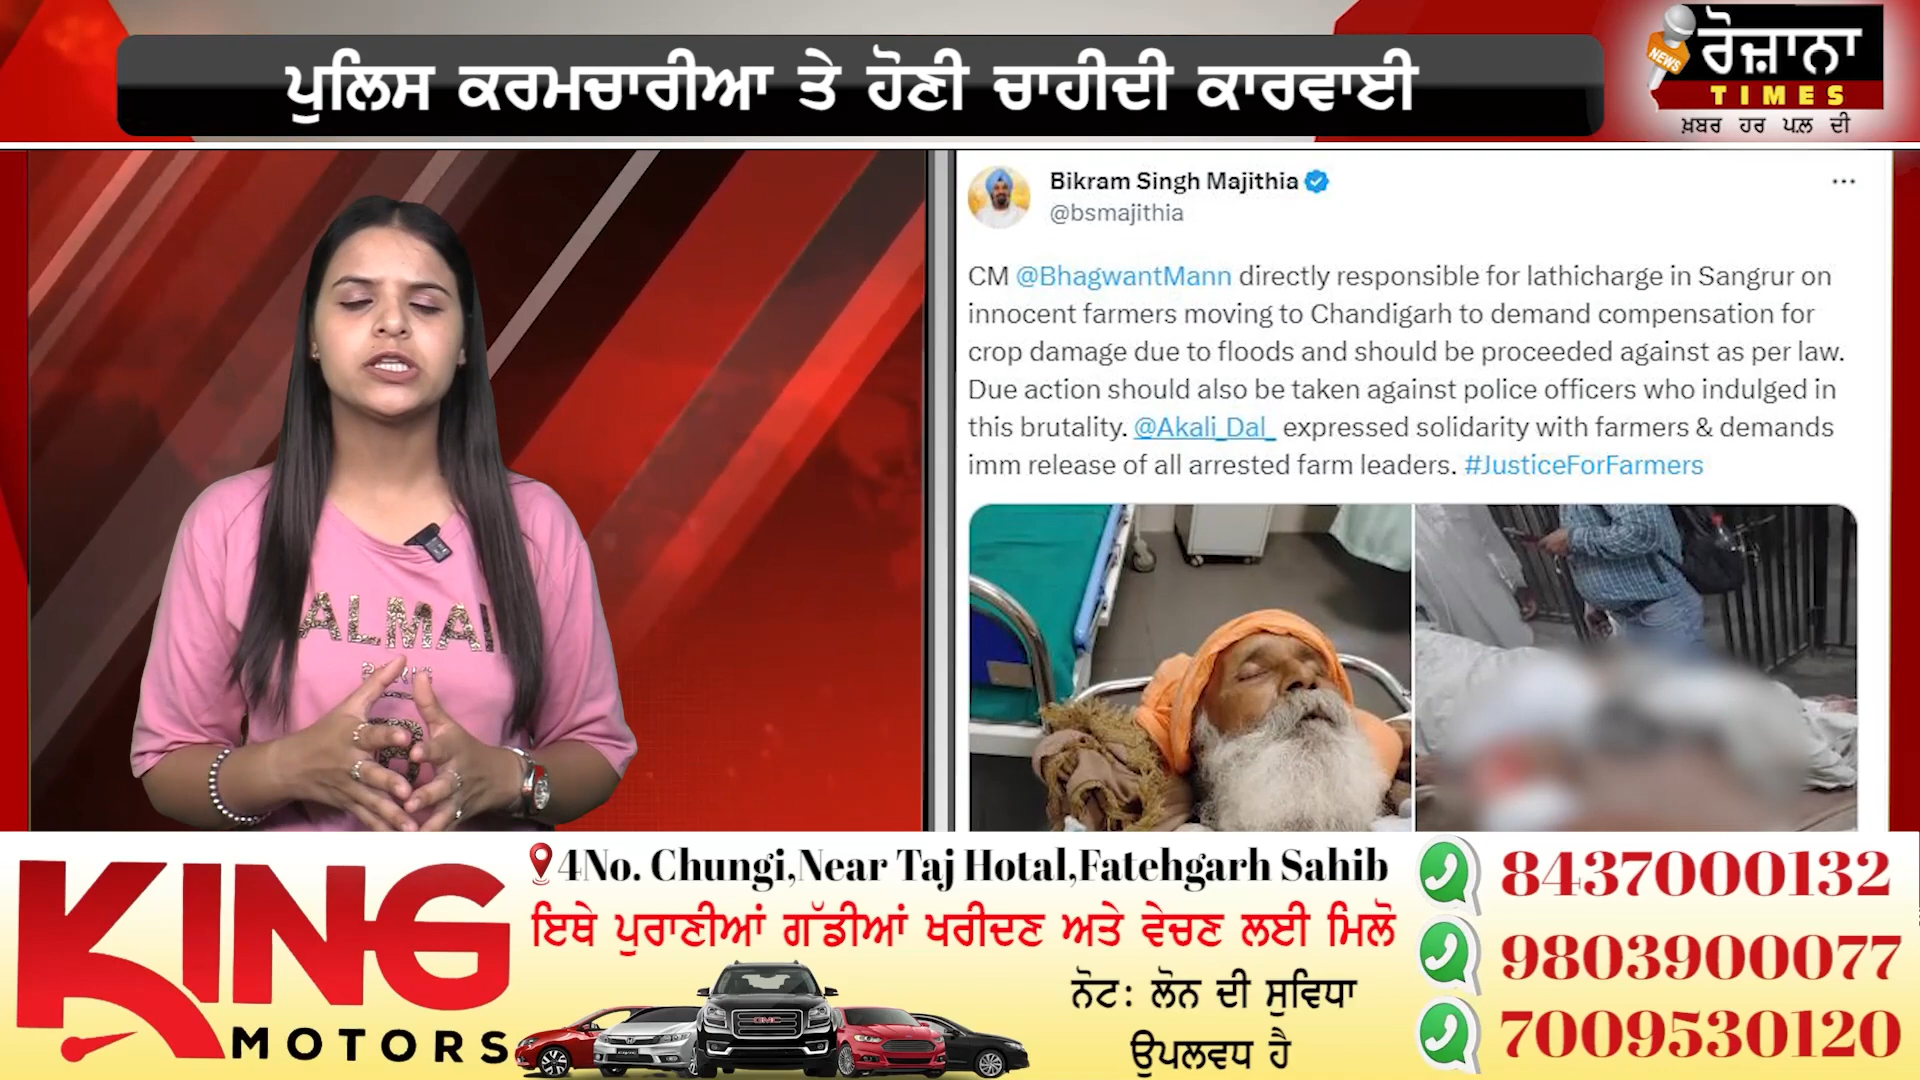 ਪੁਲਿਸ ਕਰਮਚਾਰੀਆ ਤੇ ਹੋਣੀ ਚਾਹੀਦੀ ਕਾਰਵਾਈ
NEWS
ਰੋਜ਼ਾਨਾ
TIMES
ਖ਼ਬਰ ਹਰ ਪਲ ਦੀ
Bikram Singh Majithia
@bsmajithia
CM @BhagwantMann directly responsible for lathicharge in Sangrur on
innocent farmers moving to Chandigarh to demand compensation for
crop damage due to floods and should be proceeded against as per law.
Due action should also be taken against police officers who indulged in
this brutality. @Akali_Dal_ expressed solidarity with farmers & demands
imm release of all arrested farm leaders. #JusticeForFarmers
ALMAI
KING
MOTORS
4No. Chungi,Near Taj Hotal,Fatehgarh Sahib
ਇਥੇ ਪੁਰਾਣੀਆਂ ਗੱਡੀਆਂ ਖਰੀਦਣ ਅਤੇ ਵੇਚਣ ਲਈ ਮਿਲੋ
GMC
ਨੋਟ: ਲੋਨ ਦੀ ਸੁਵਿਧਾ
ਉਪਲਵਧ ਹੈ
8437000132
9803900077
7009530120